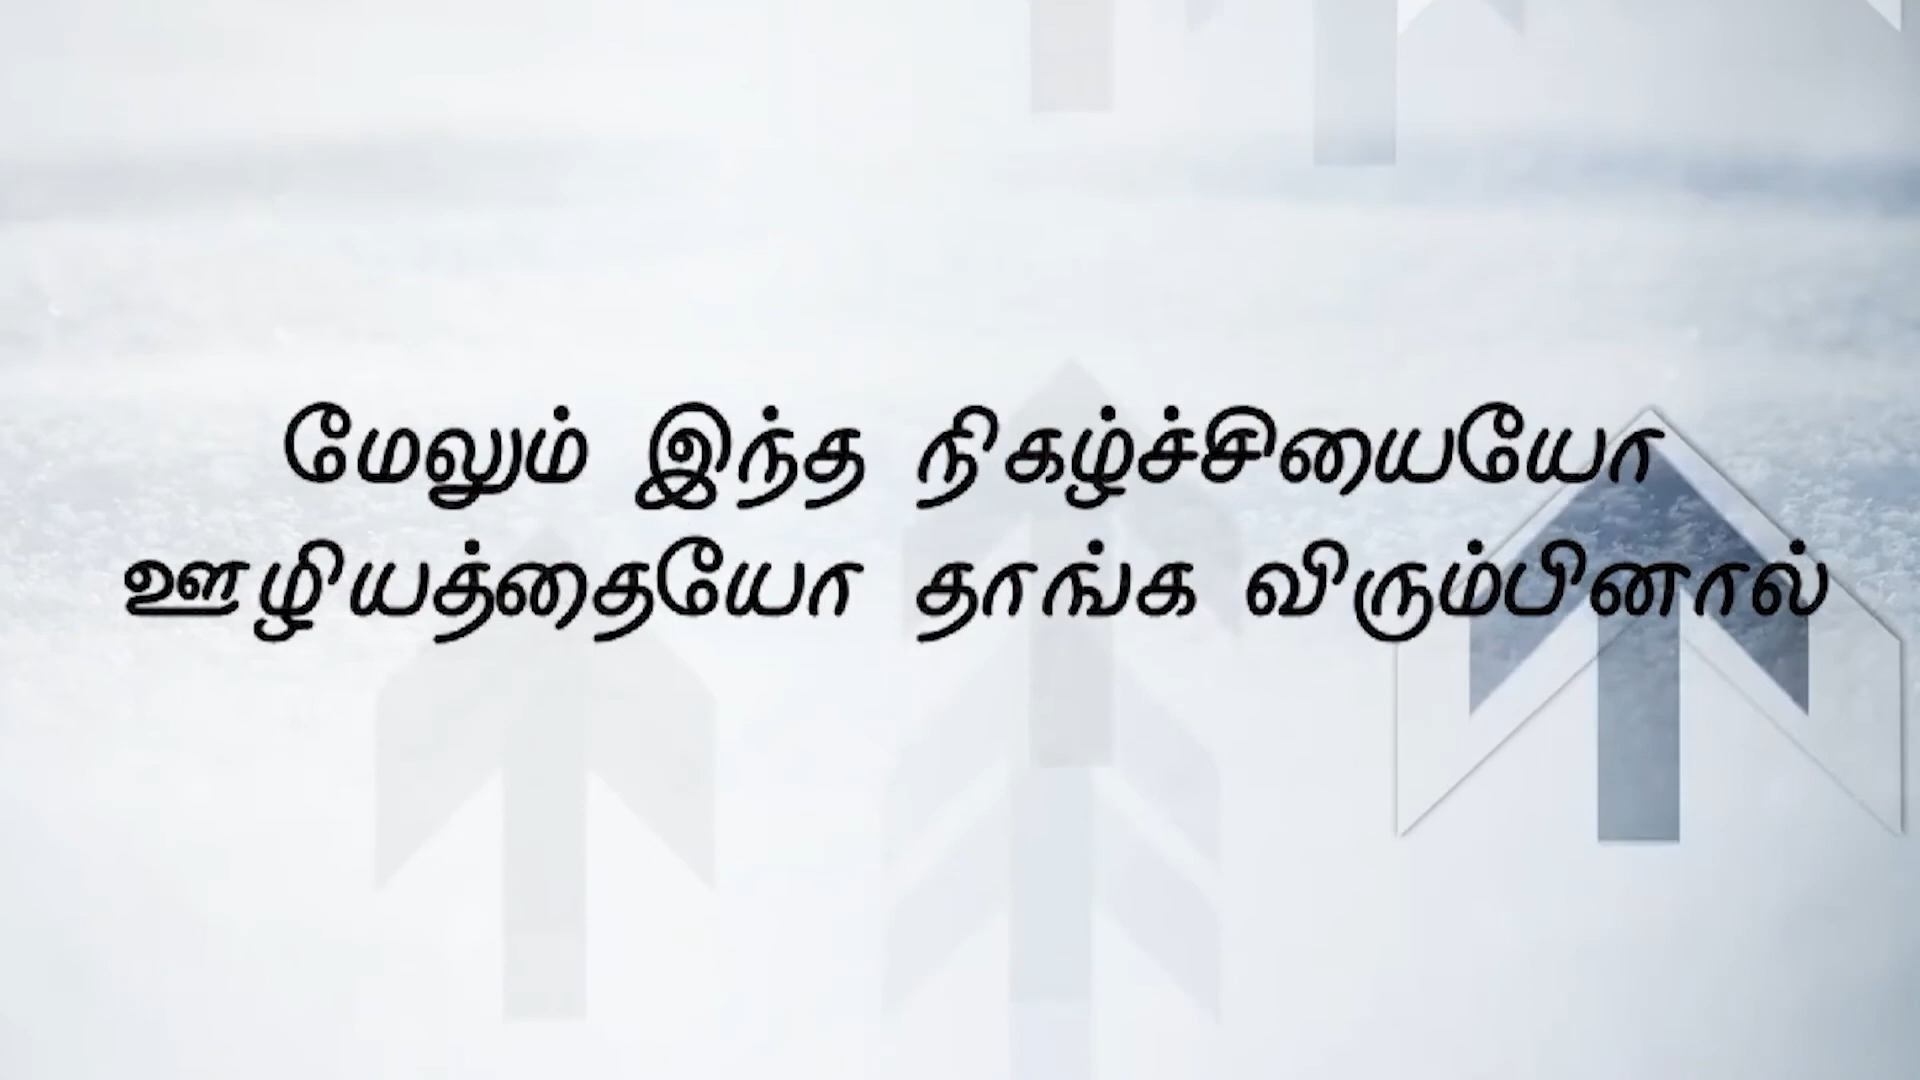 மேலும் இந்த நிகழ்ச்சியையோ
ஊழியத்தையோ தாங்க விரும்பினால்